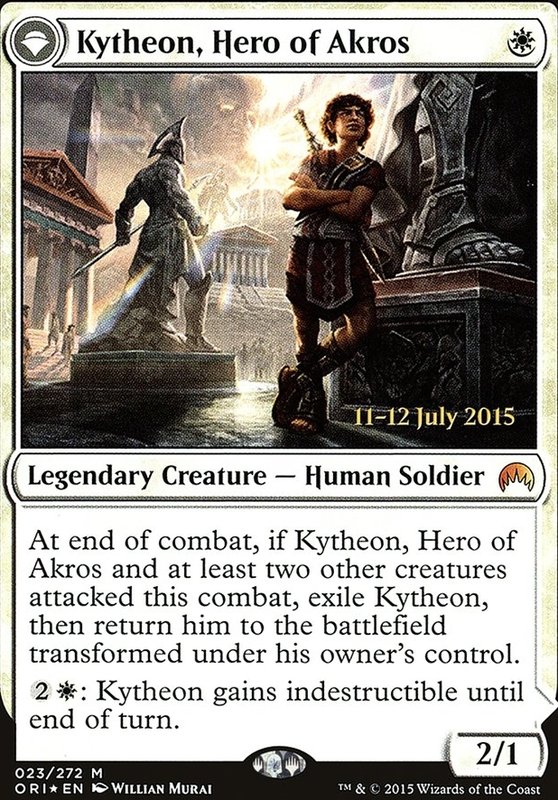 Kytheon, Hero of Akros
11-12 July 2015
Legendary Creature — Human Soldier
At end of combat, if Kytheon, Hero of
Akros and at least two other creatures
attacked this combat, exile Kytheon,
then return him to the battlefield
transformed under his owner's control.
2: Kytheon gains indestructible until
end of turn.
2/1
023/272 M
ORI★EN Willian Murai
™ & © 2015 Wizards of the Coast